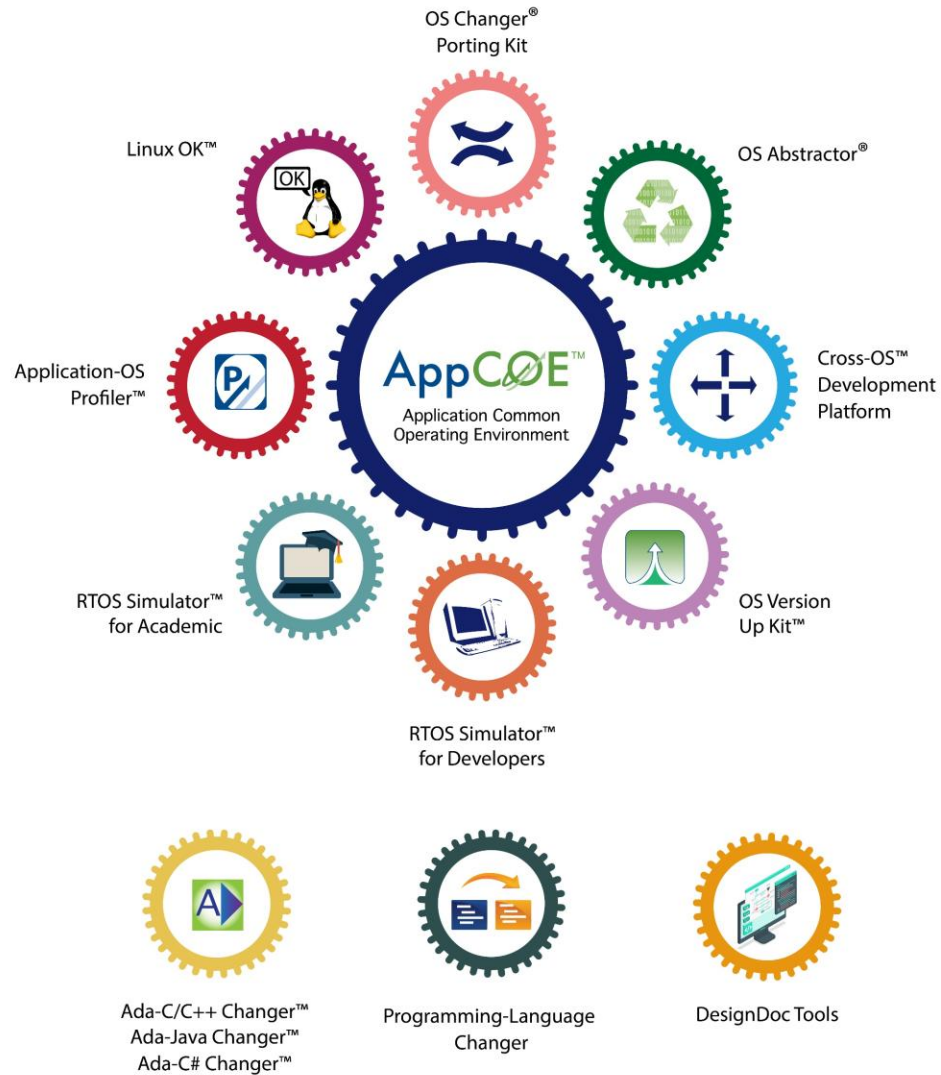 OS Changer®
Porting Kit
Linux OK™
OK
OS Abstractor®
Application-OS
Profiler™
P
AppCOE™
Application Common
Operating Environment
Cross-OS™
Development
Platform
RTOS Simulator™
for Academic
OS Version
Up Kit™
RTOS Simulator™
for Developers
A
Ada-C/C++ Changer™
Ada-Java Changer™
Ada-C# Changer™
Programming-Language
Changer
DesignDoc Tools